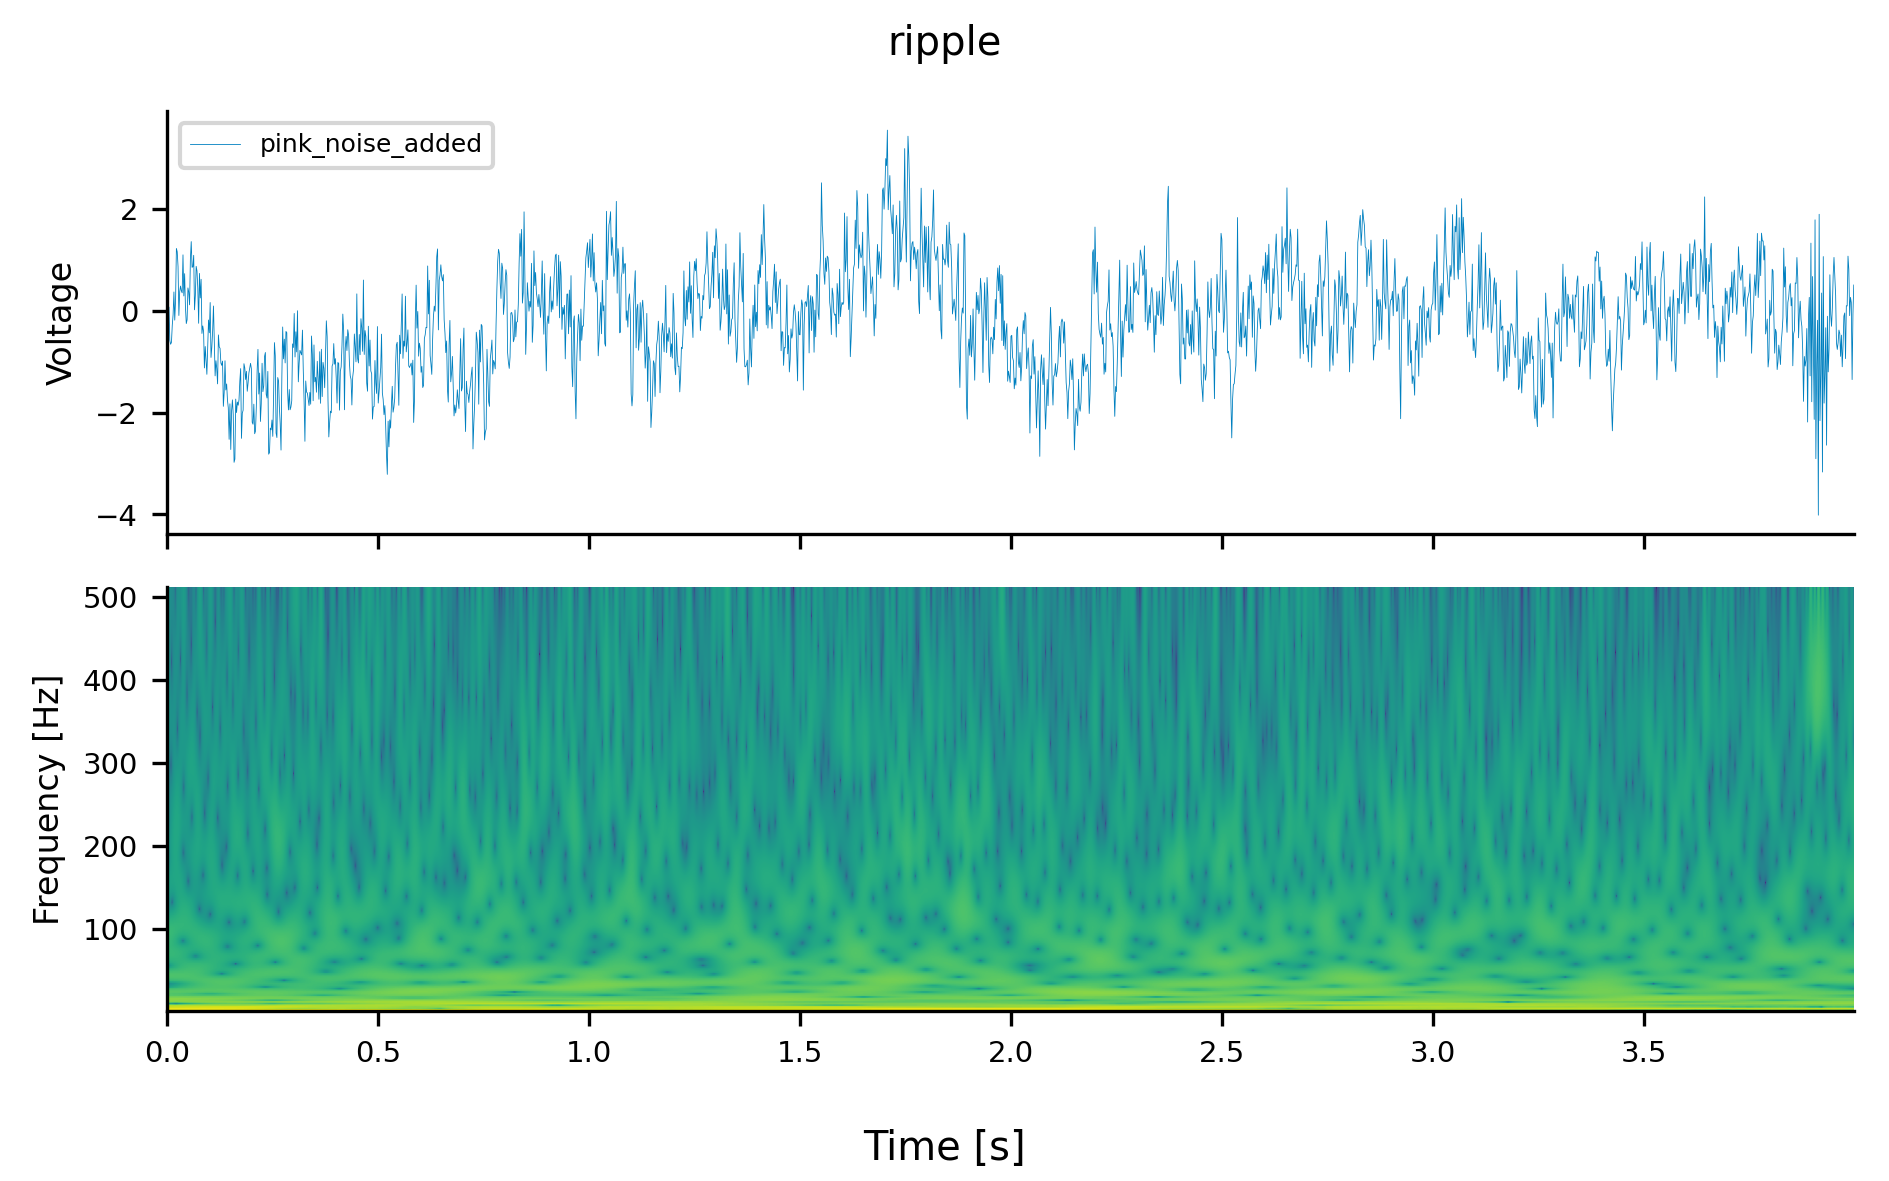 ripple
pink_noise_added
Voltage
2
0
−2
−4
Frequency [Hz]
500
400
300
200
100
0.0 0.5 1.0 1.5 2.0 2.5 3.0 3.5
Time [s]